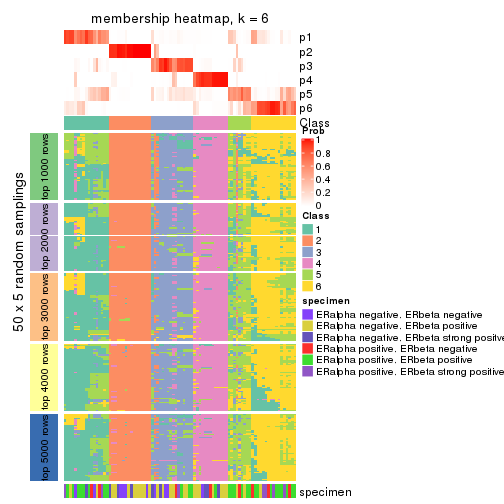 membership heatmap, k = 6
p1
p2
p3
p4
p5
p6
Class
Prob
1
0.8
0.6
0.4
0.2
0
Class
1
2
3
4
5
6
specimen
ERalpha negative. ERbeta negative
ERalpha negative. ERbeta positive
ERalpha negative. ERbeta strong positive
ERalpha positive. ERbeta negative
ERalpha positive. ERbeta positive
ERalpha positive. ERbeta strong positive
50 x 5 random samplings
top 1000 rows
top 2000 rows
top 3000 rows
top 4000 rows
top 5000 rows
specimen